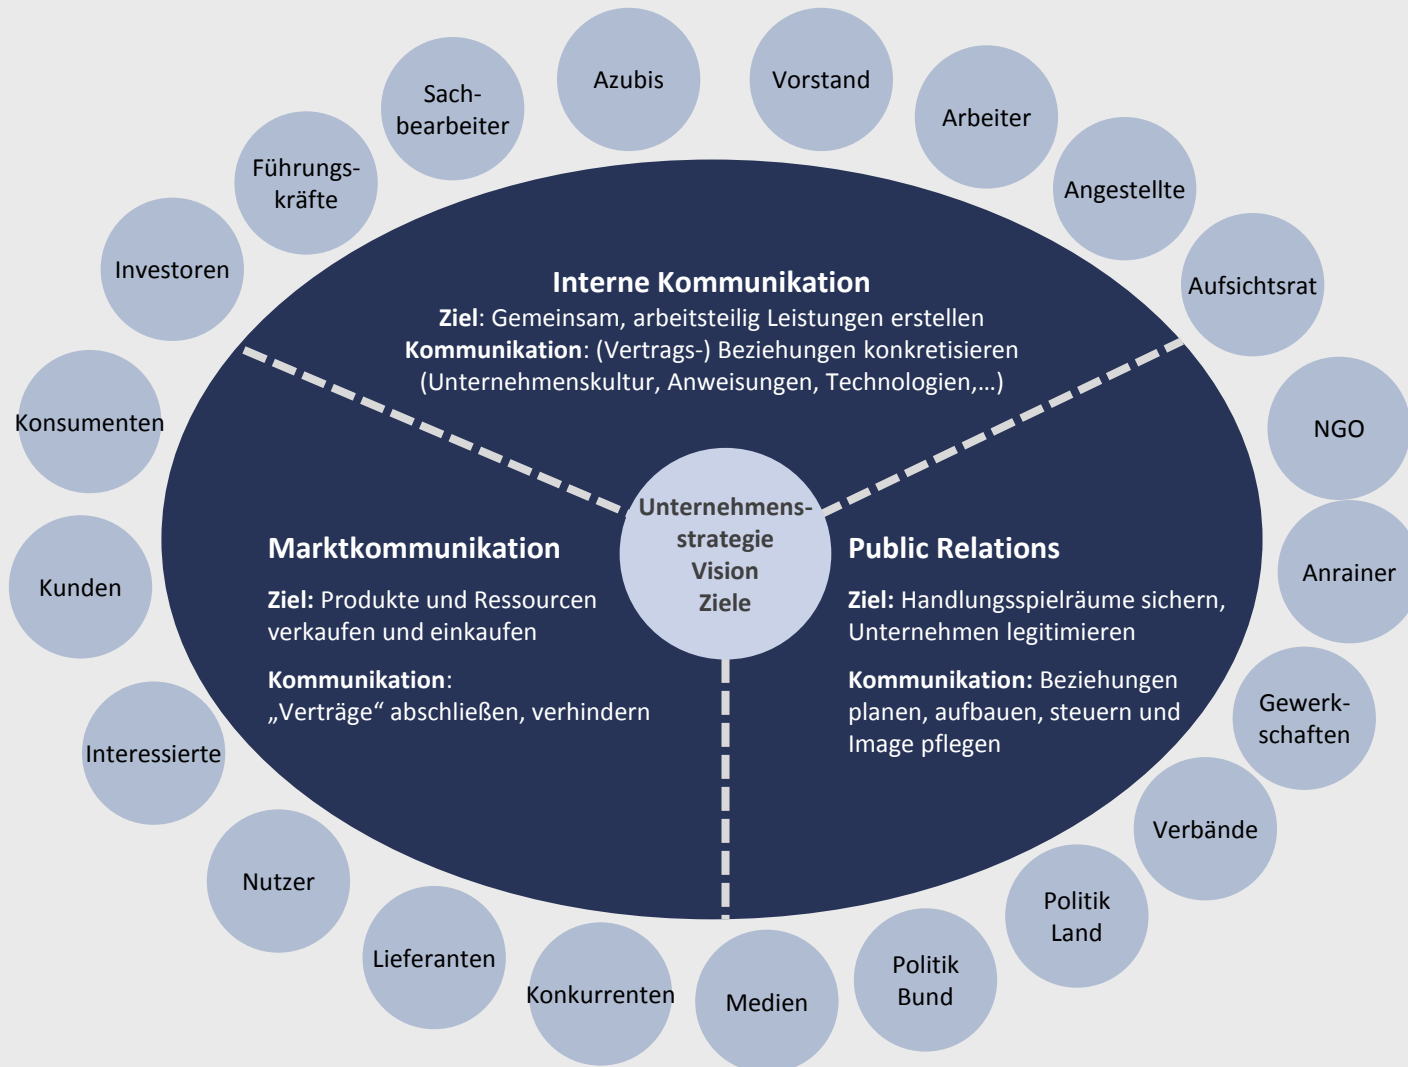 Azubis
Vorstand
Sach-
bearbeiter
Arbeiter
Führungs-
kräfte
Angestellte
Investoren
Aufsichtsrat
Interne Kommunikation
Ziel: Gemeinsam, arbeitsteilig Leistungen erstellen
Kommunikation: (Vertrags-) Beziehungen konkretisieren
(Unternehmenskultur, Anweisungen, Technologien,…)
Konsumenten
NGO
Unternehmens-
strategie
Vision
Ziele
Marktkommunikation
Ziel: Produkte und Ressourcen
verkaufen und einkaufen
Kommunikation:
„Verträge“ abschließen, verhindern
Public Relations
Ziel: Handlungsspielräume sichern,
Unternehmen legitimieren
Kommunikation: Beziehungen
planen, aufbauen, steuern und
Image pflegen
Kunden
Anrainer
Interessierte
Gewerk-
schaften
Nutzer
Verbände
Lieferanten
Politik
Land
Konkurrenten
Medien
Politik
Bund